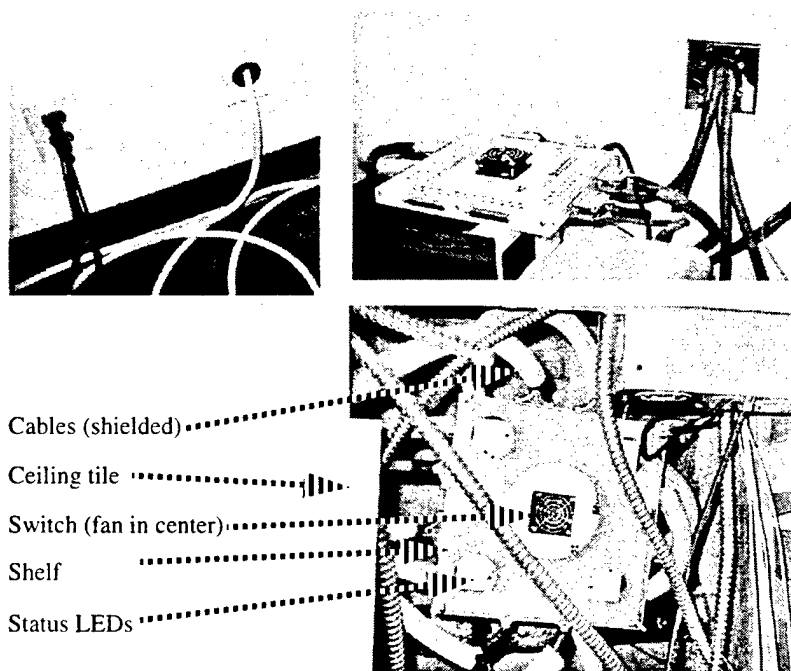 Cables (shielded)
Ceiling tile
Switch (fan in center)
Shelf
Status LEDs